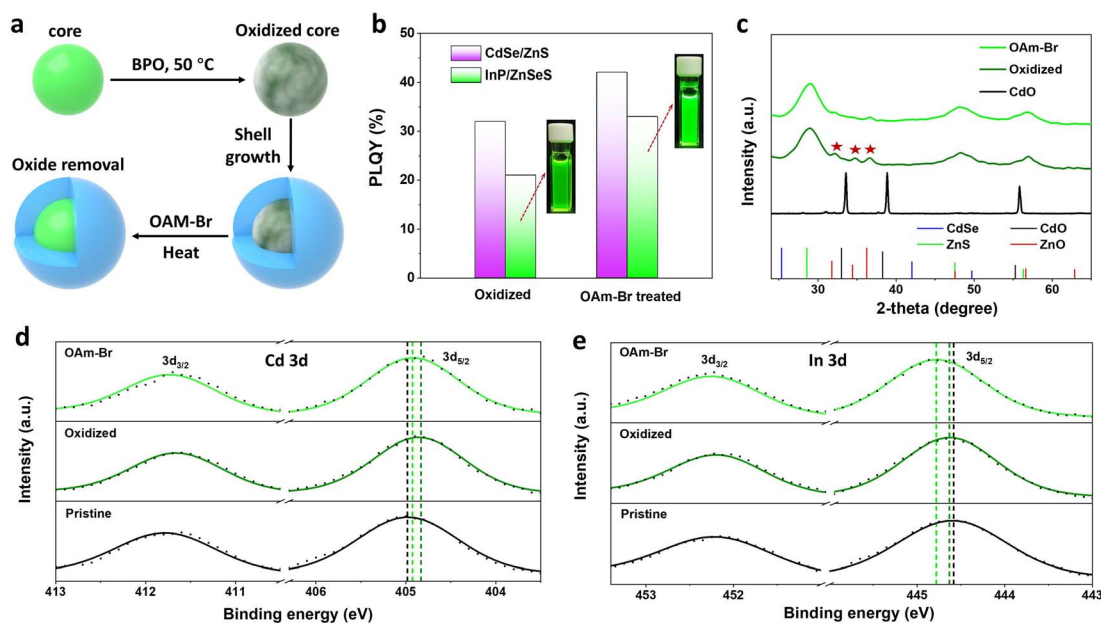 a
core
Oxidized core
BPO, 50 °C
Shell
growth
Oxide removal
OAM-Br
Heat
b
PLQY (%)
50
40
30
20
10
0
CdSe/ZnS
InP/ZnSeS
Oxidized
OAm-Br treated
c
Intensity (a.u.)
OAm-Br
Oxidized
CdO
CdSe
CdO
ZnS
ZnO
30 40 50 60
2-theta (degree)
d
Intensity (a.u.)
OAm-Br
3d3/2
Cd 3d
3d5/2
Oxidized
Pristine
413 412 411 406 405 404
Binding energy (eV)
e
Intensity (a.u.)
OAm-Br
3d3/2
In 3d
3d5/2
Oxidized
Pristine
453 452 445 444 443
Binding energy (eV)